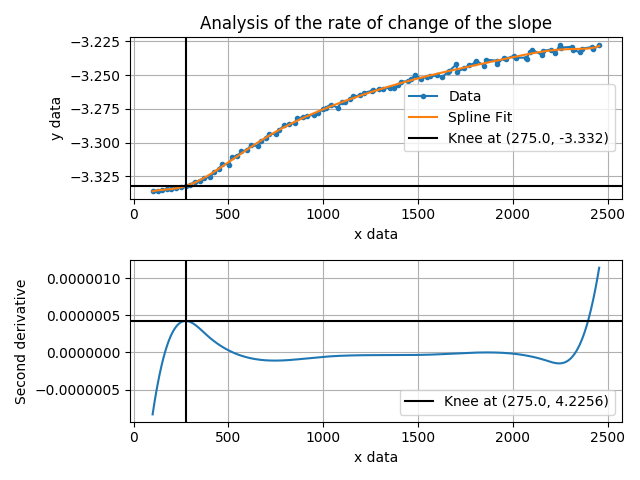 Analysis of the rate of change of the slope
−3.225
−3.250
−3.275
−3.300
−3.325
y data
Data
Spline Fit
Knee at (275.0, -3.332)
0 500 1000 1500 2000 2500
x data
0.0000010
0.0000005
0.0000000
−0.0000005
Second derivative
Knee at (275.0, 4.2256)
0 500 1000 1500 2000 2500
x data